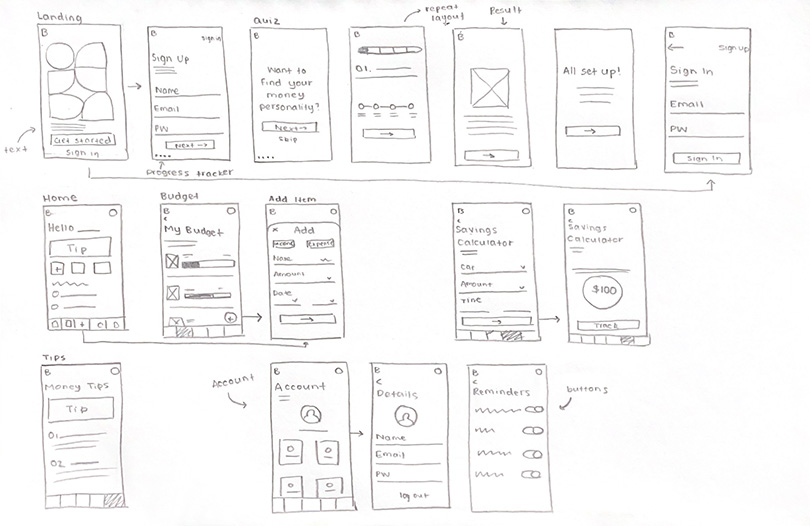 Landing
B
Get started
Sign in
text
B
sign in
Sign Up
Name
Email
PW
Next →
progress tracker
Quiz
B
Want to
find your
money
personality?
Next →
Skip
B
01.
repeat
layout
Result
B
All set up!
Sign Up
Sign In
Email
PW
Sign In
Home
B
Hello
Tip
Budget
B
My Budget
Add Item
B
x Add
Income
Expense
Note
Amount
Date
B
Savings
Calculator
Car
Amount
Time
B
Savings
Calculator
$100
Track
Tips
B
Money Tips
Tip
01.
02.
Account
B
Account
B
Details
Name
Email
PW
log out
B
Reminders
buttons